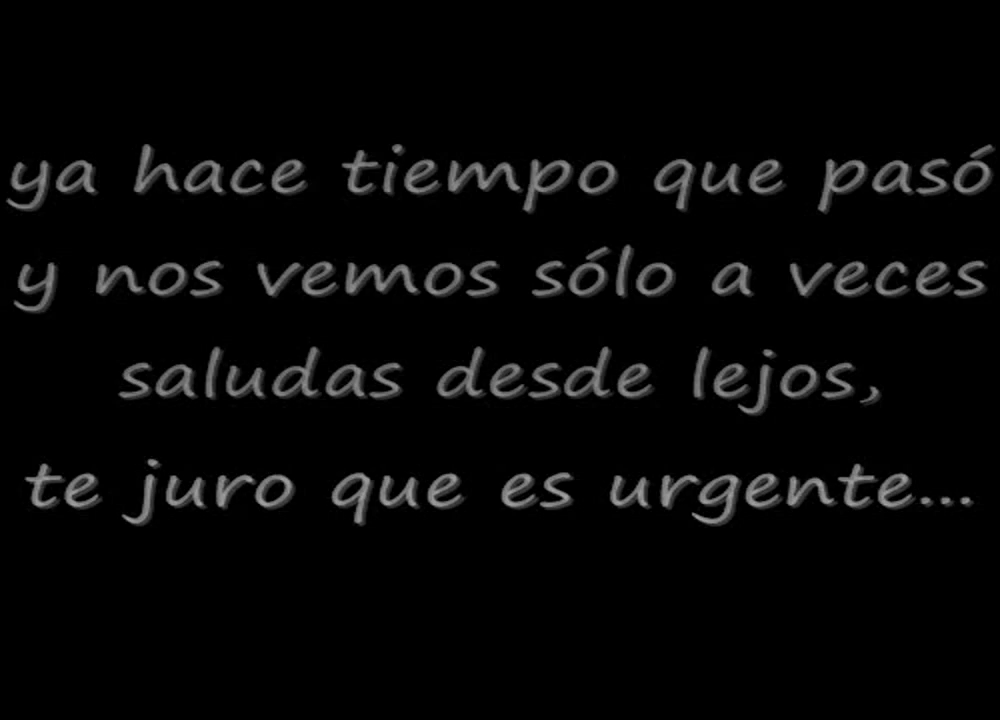 ya hace tiempo que pasó
y nos vemos sólo a veces
saludas desde lejos,
te juro que es urgente...